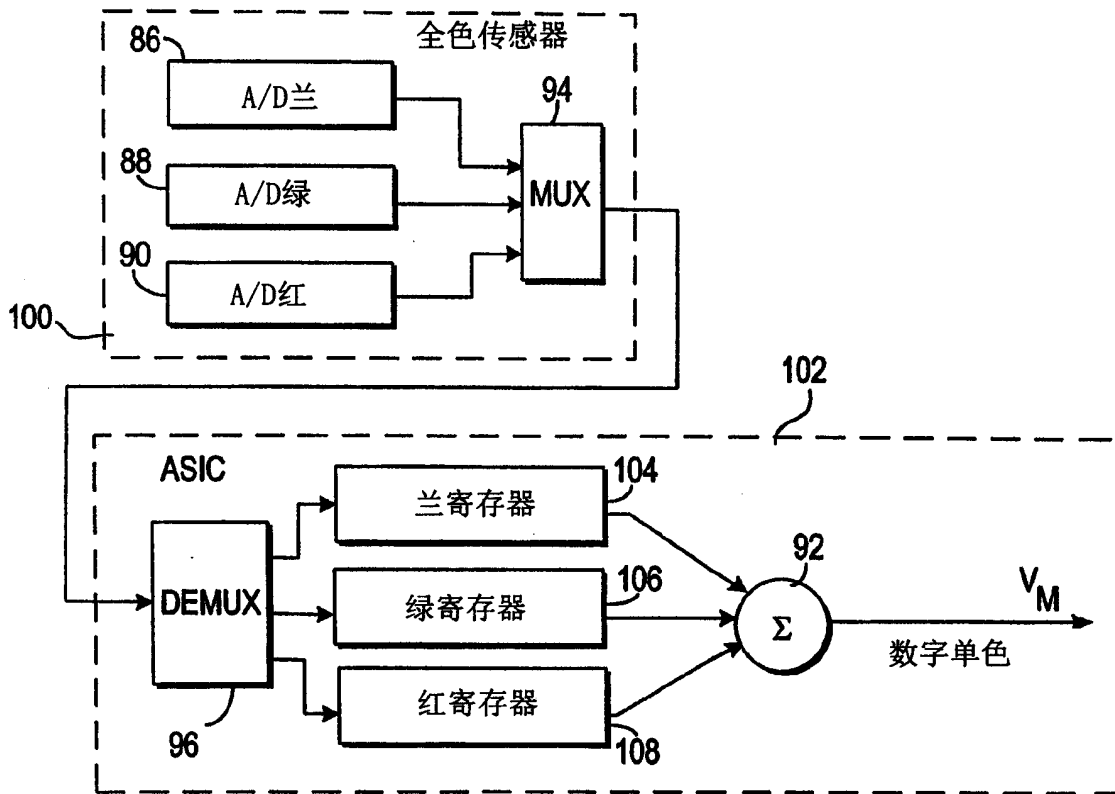 86
全色传感器
A/D兰
94
88
A/D绿
MUX
90
A/D红
100
102
ASIC
104
兰寄存器
92
106
V_M
DEMUX
绿寄存器
Σ
数字单色
红寄存器
96
108